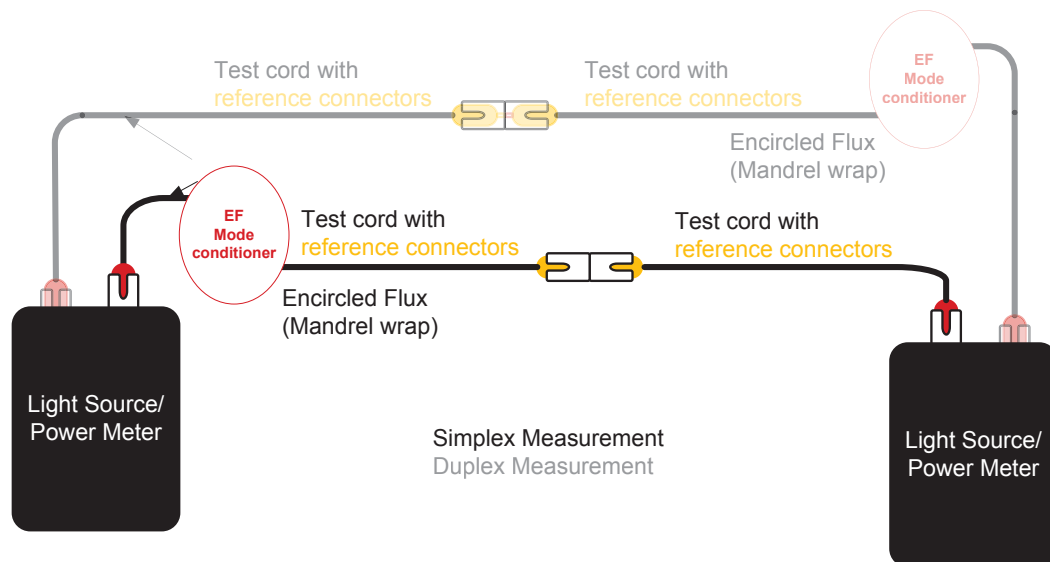 Test cord with
reference connectors
Test cord with
reference connectors
EF
Mode
conditioner
Encircled Flux
(Mandrel wrap)
EF
Mode
conditioner
Test cord with
reference connectors
Test cord with
reference connectors
Encircled Flux
(Mandrel wrap)
Light Source/
Power Meter
Simplex Measurement
Duplex Measurement
Light Source/
Power Meter